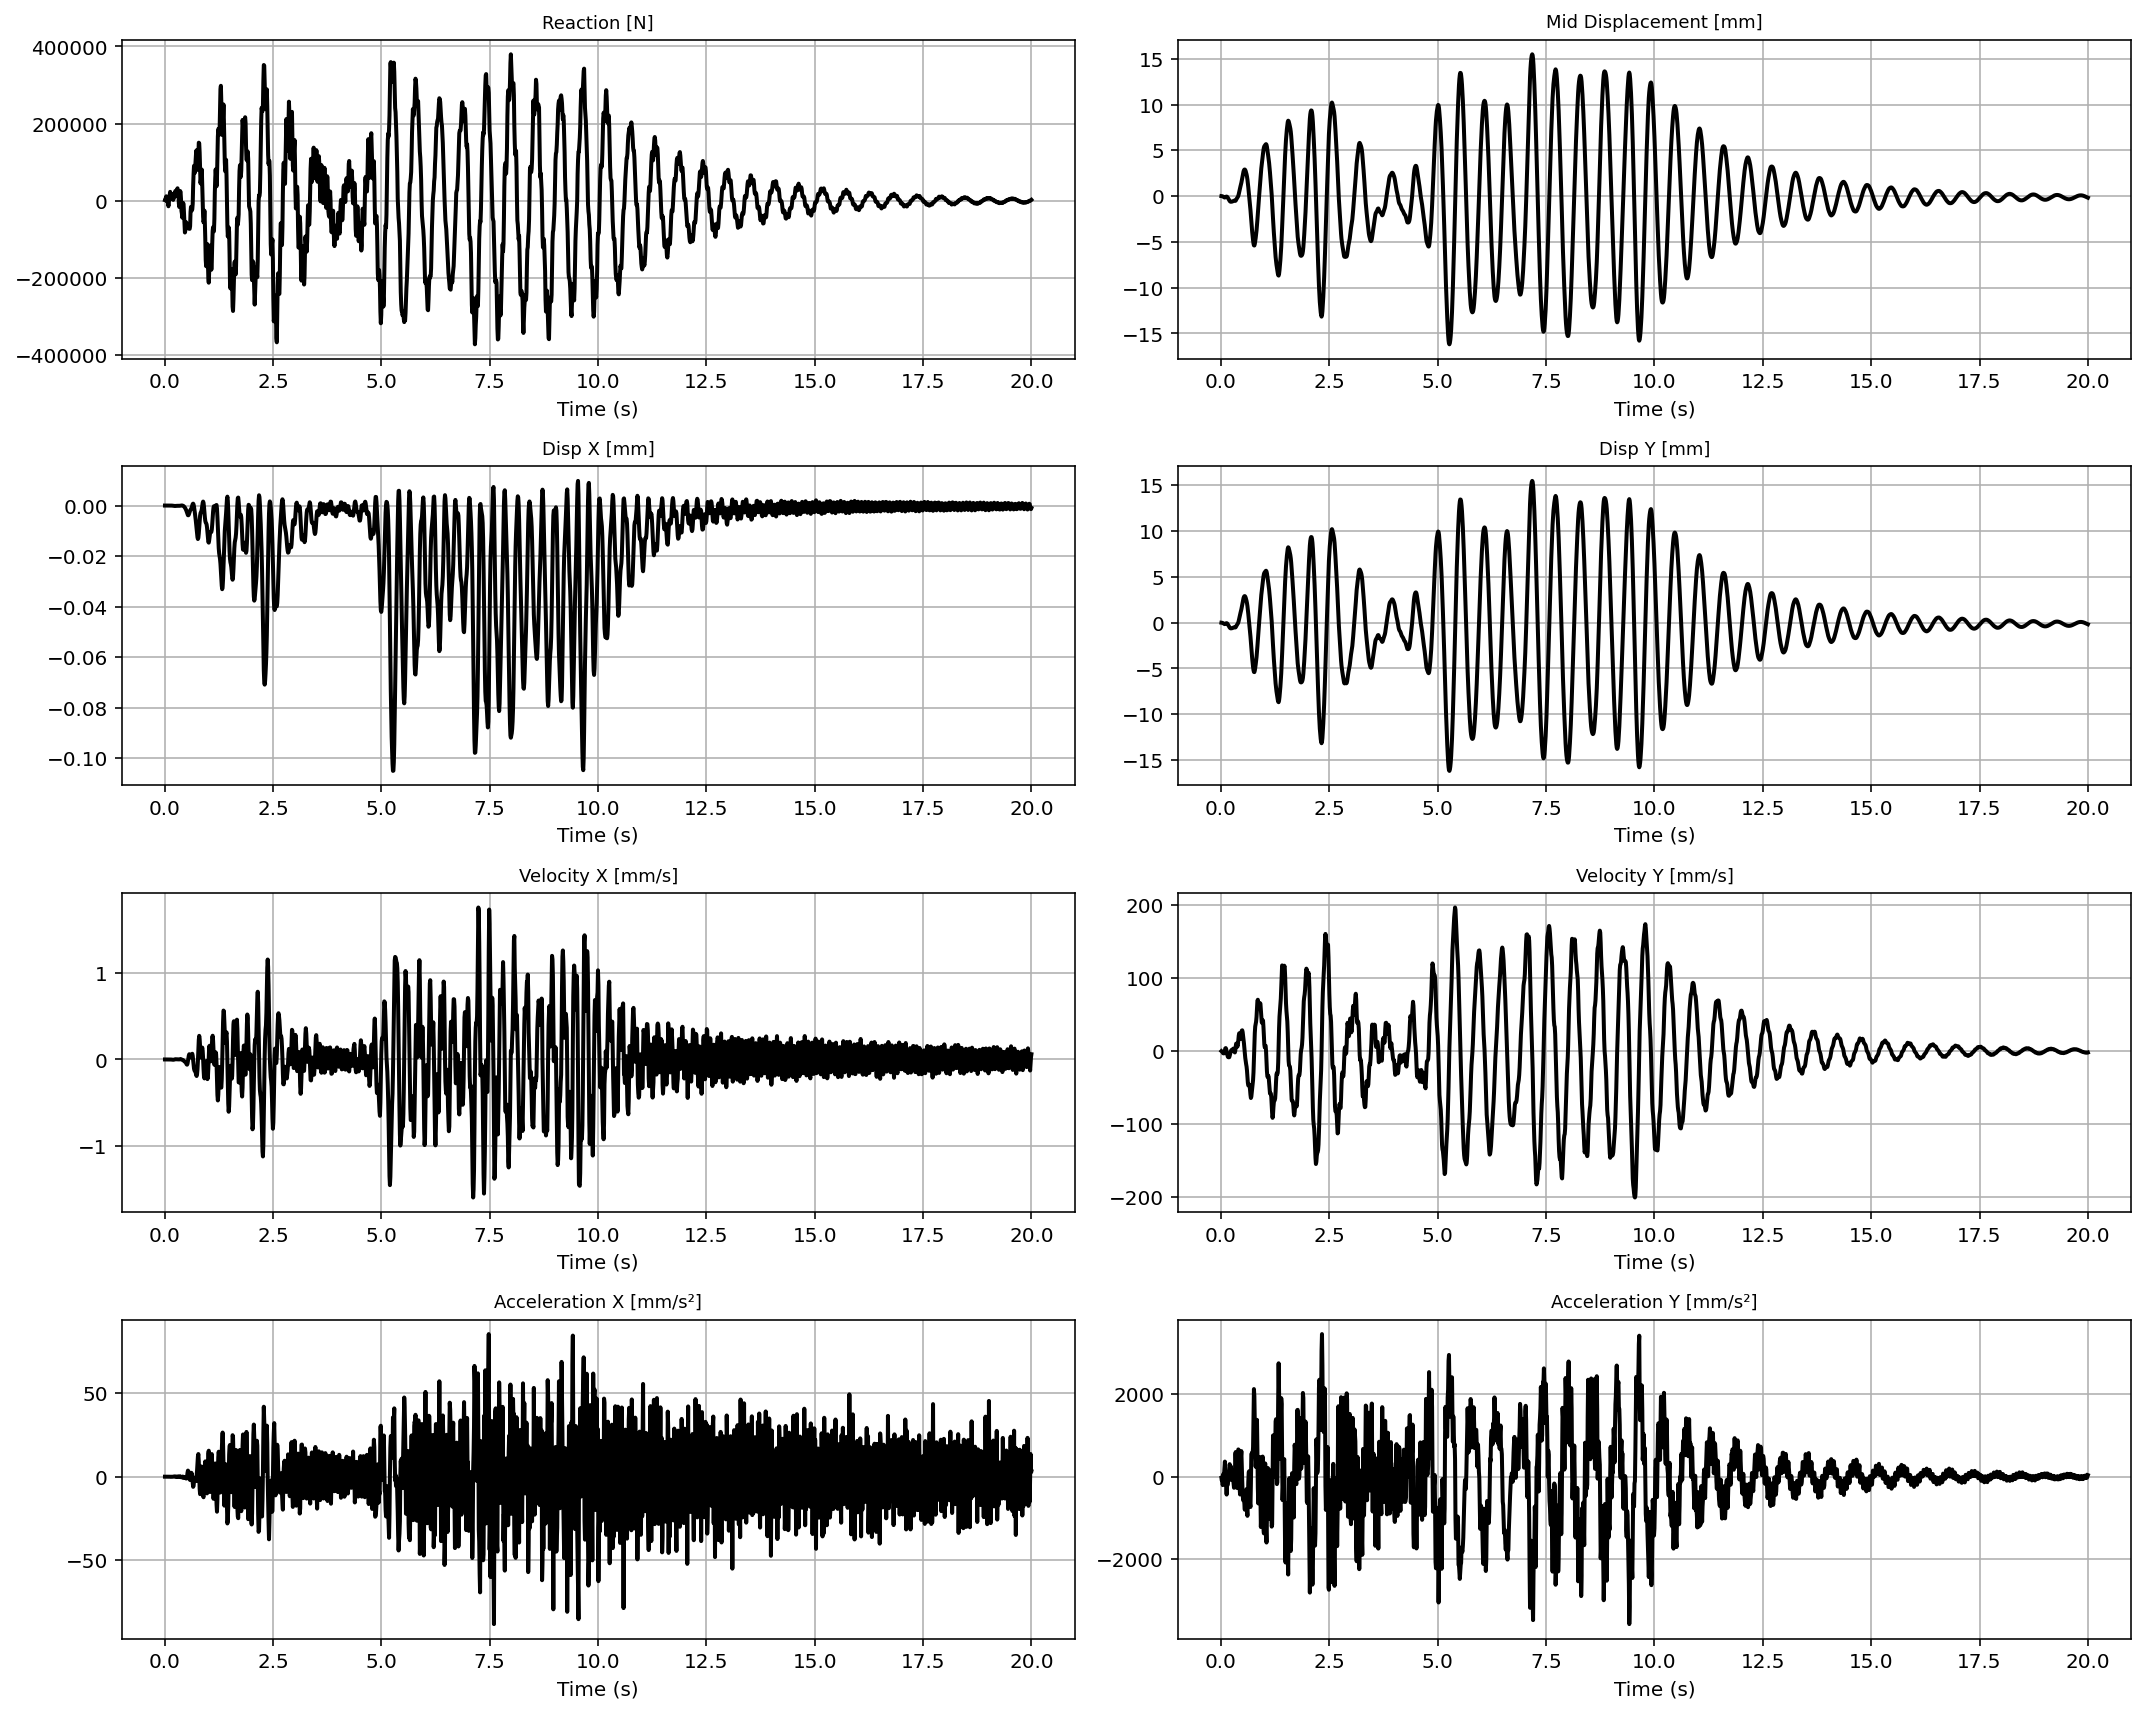 Reaction [N]
400000
200000
0
−200000
−400000
0.0 2.5 5.0 7.5 10.0 12.5 15.0 17.5 20.0
Time (s)
Mid Displacement [mm]
15
10
5
0
−5
−10
−15
0.0 2.5 5.0 7.5 10.0 12.5 15.0 17.5 20.0
Time (s)
Disp X [mm]
0.00
−0.02
−0.04
−0.06
−0.08
−0.10
0.0 2.5 5.0 7.5 10.0 12.5 15.0 17.5 20.0
Time (s)
Disp Y [mm]
15
10
5
0
−5
−10
−15
0.0 2.5 5.0 7.5 10.0 12.5 15.0 17.5 20.0
Time (s)
Velocity X [mm/s]
1
0
−1
0.0 2.5 5.0 7.5 10.0 12.5 15.0 17.5 20.0
Time (s)
Velocity Y [mm/s]
200
100
0
−100
−200
0.0 2.5 5.0 7.5 10.0 12.5 15.0 17.5 20.0
Time (s)
Acceleration X [mm/s²]
50
0
−50
0.0 2.5 5.0 7.5 10.0 12.5 15.0 17.5 20.0
Time (s)
Acceleration Y [mm/s²]
2000
0
−2000
0.0 2.5 5.0 7.5 10.0 12.5 15.0 17.5 20.0
Time (s)